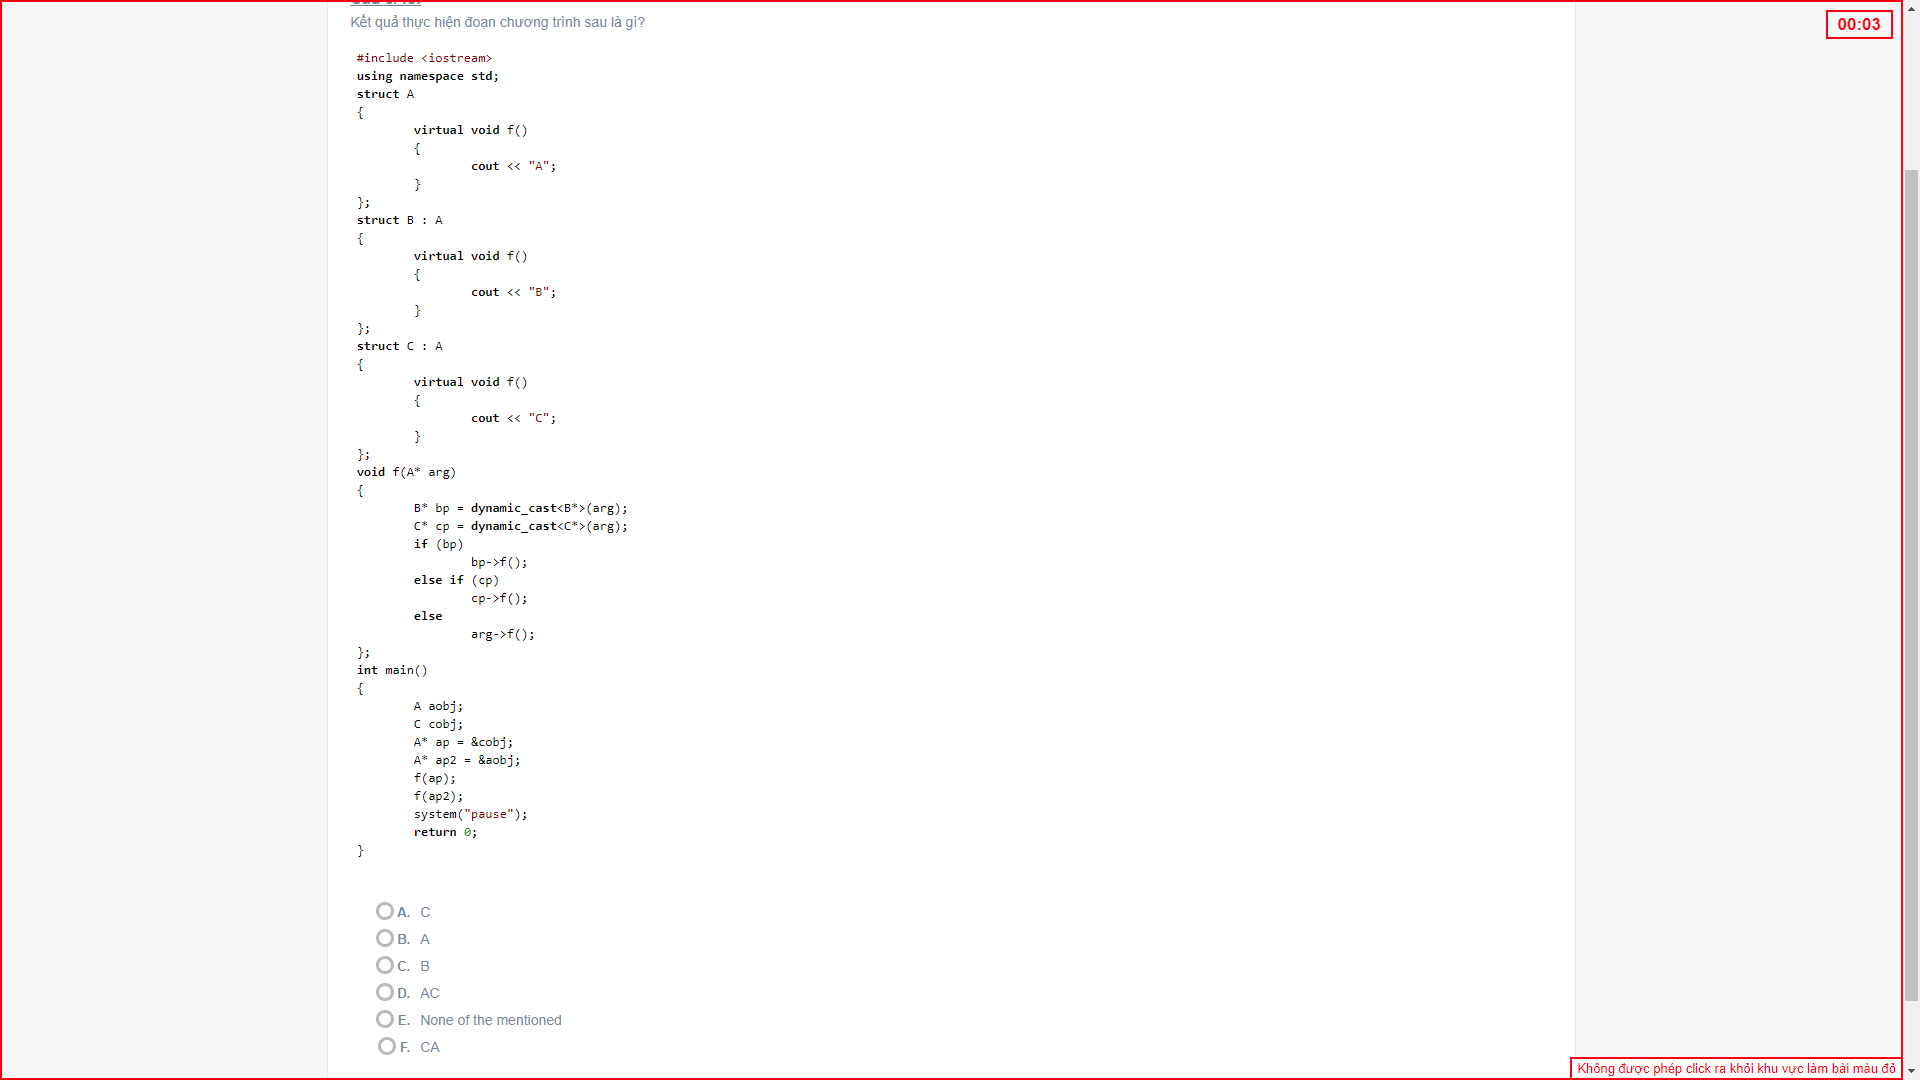 Kết quả thực hiện đoạn chương trình sau là gì?
00:03
#include <iostream>
using namespace std;
struct A
{
virtual void f()
{
cout << "A";
}
};
struct B : A
{
virtual void f()
{
cout << "B";
}
};
struct C : A
{
virtual void f()
{
cout << "C";
}
};
void f(A* arg)
{
B* bp = dynamic_cast<B*>(arg);
C* cp = dynamic_cast<C*>(arg);
if (bp)
bp->f();
else if (cp)
cp->f();
else
arg->f();
};
int main()
{
A aobj;
C cobj;
A* ap = &cobj;
A* ap2 = &aobj;
f(ap);
f(ap2);
system("pause");
return 0;
}
A. C
B. A
C. B
D. AC
E. None of the mentioned
F. CA
Không được phép click ra khỏi khu vực làm bài màu đỏ